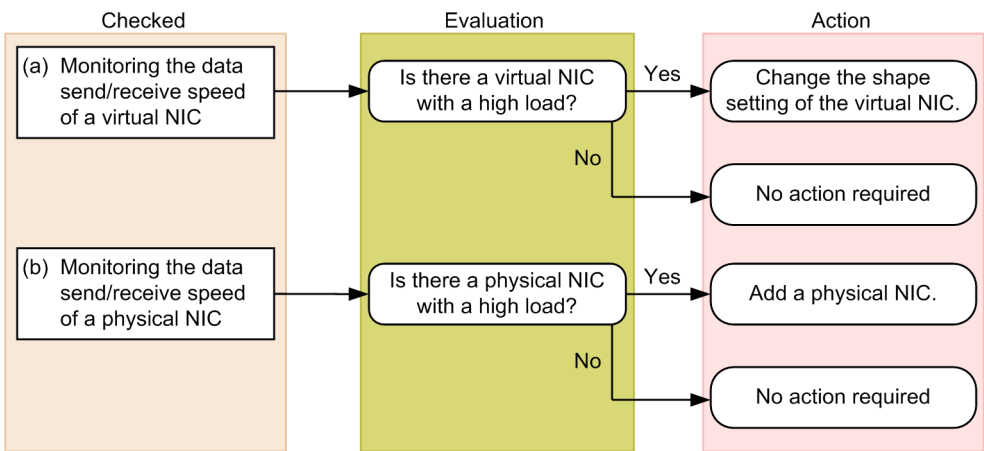 Checked
Evaluation
Action
(a) Monitoring the data
send/receive speed
of a virtual NIC
Is there a virtual NIC
with a high load?
Yes
Change the shape
setting of the virtual NIC.
No
No action required
(b) Monitoring the data
send/receive speed
of a physical NIC
Is there a physical NIC
with a high load?
Yes
Add a physical NIC.
No
No action required